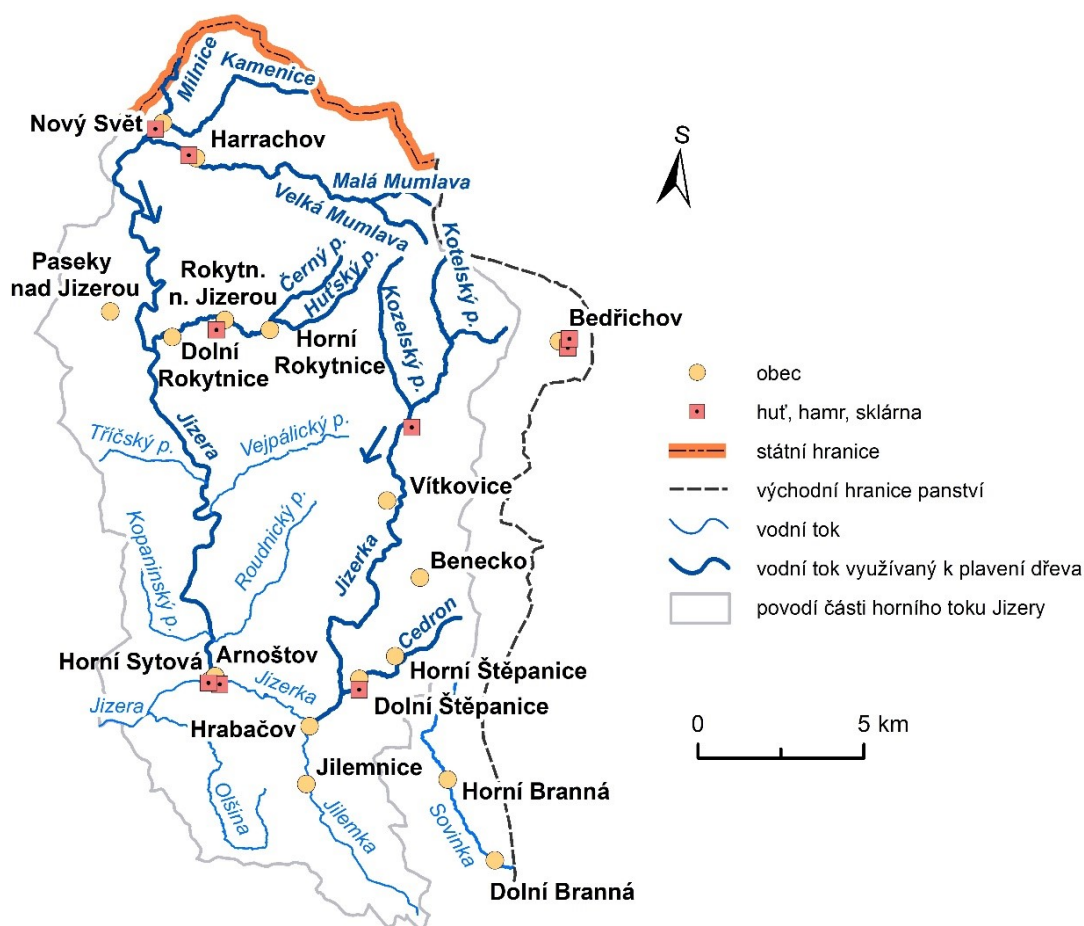 Milnice
Kamenice
Nový Svět
Harrachov
Malá Mumlava
Velká Mumlava
Kotelský p.
Paseky
nad Jizerou
Rokytn.
n. Jizerou
Černý p.
Huťský p.
Kozelský p.
Bedřichov
Dolní
Rokytnice
Horní
Rokytnice
Jizera
Tříčský p.
Vejpálický p.
Vítkovice
Roudnický p.
Kopaninský p.
Jizerka
Benecko
Cedron
Horní Sytová
Arnoštov
Horní Štěpanice
Jizera
Jizerka
Dolní Štěpanice
Hrabačov
Jilemnice
Horní Branná
Olšina
Jilemka
Sovinka
Dolní Branná
S
obec
huť, hamr, sklárna
státní hranice
východní hranice panství
vodní tok
vodní tok využívaný k plavení dřeva
povodí části horního toku Jizery
0 5 km